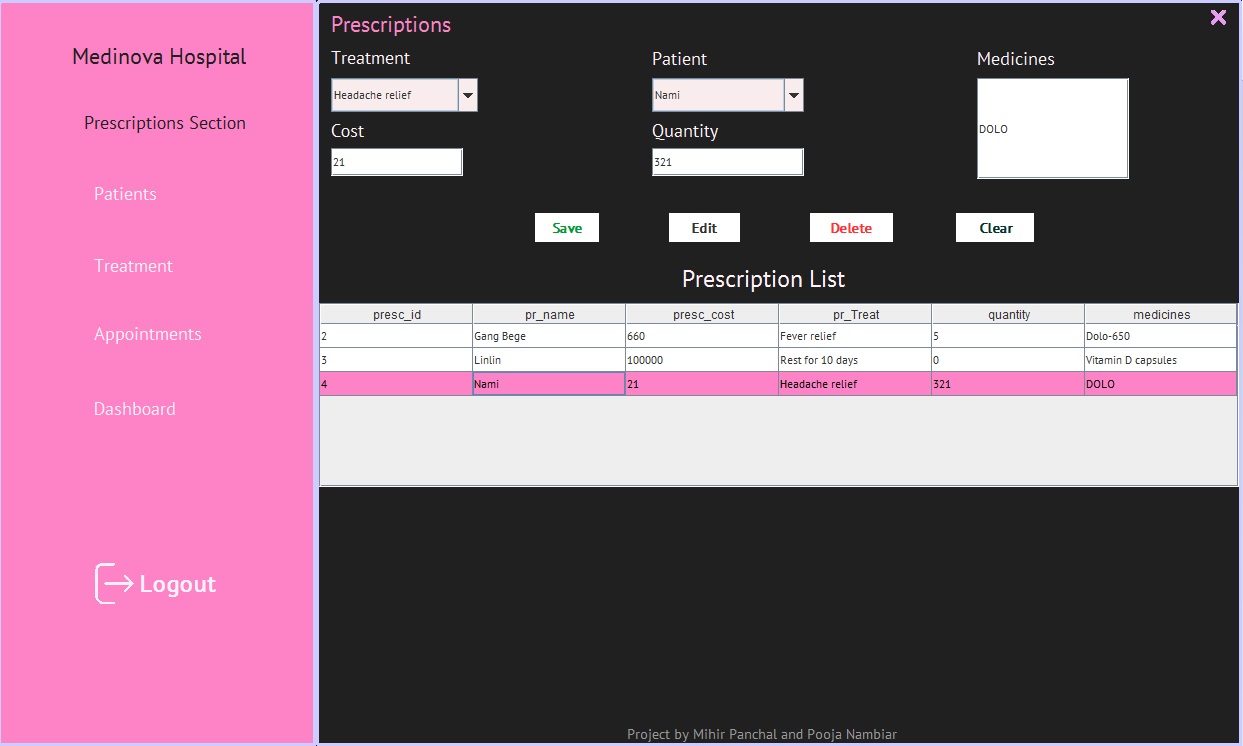 Medinova Hospital
Prescriptions Section
Patients
Treatment
Appointments
Dashboard
Logout
Prescriptions
Treatment Patient Medicines
Headache relief Nami DOLO
Cost Quantity
21 321
Save Edit Delete Clear
Prescription List
presc_id pr_name presc_cost pr_Treat quantity medicines
2 Gang Bege 660 Fever relief 5 Dolo-650
3 Linlin 100000 Rest for 10 days 0 Vitamin D capsules
4 Nami 21 Headache relief 321 DOLO
Project by Mihir Panchal and Pooja Nambiar